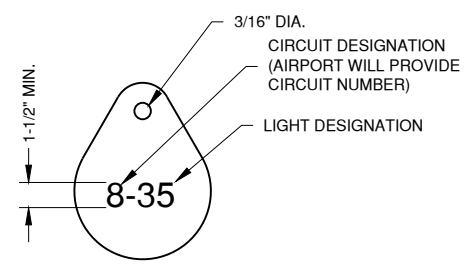 3/16" DIA.
CIRCUIT DESIGNATION
(AIRPORT WILL PROVIDE
CIRCUIT NUMBER)
1-1/2" MIN.
LIGHT DESIGNATION
8-35